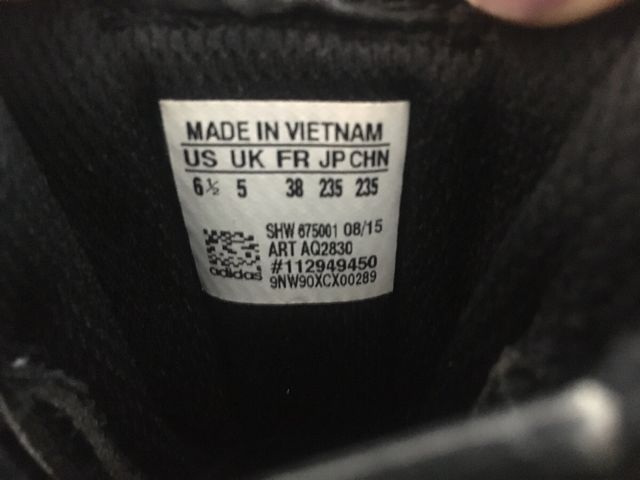 MADE IN VIETNAM
US UK FR JP CHN
6½ 5 38 235 235
SHW 675001 08/15
ART AQ2830
#112949450
adidas
9NW90XCX00289